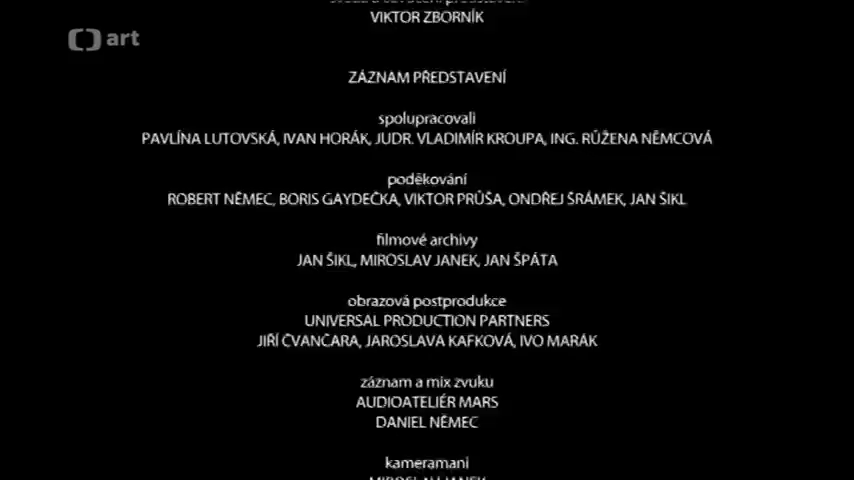 art
VIKTOR ZBORNÍK
ZÁZNAM PŘEDSTAVENÍ
spolupracovali
PAVLÍNA LUTOVSKÁ, IVAN HORÁK, JUDR. VLADIMÍR KROUPA, ING. RŮŽENA NĚMCOVÁ
poděkování
ROBERT NĚMEC, BORIS GAYDEČKA, VIKTOR PRŮŠA, ONDŘEJ ŠRÁMEK, JAN ŠIKL
filmové archivy
JAN ŠIKL, MIROSLAV JANEK, JAN ŠPÁTA
obrazová postprodukce
UNIVERSAL PRODUCTION PARTNERS
JIŘÍ ČVANČARA, JAROSLAVA KAFKOVÁ, IVO MARÁK
záznam a mix zvuku
AUDIOATELIÉR MARS
DANIEL NĚMEC
kameramani